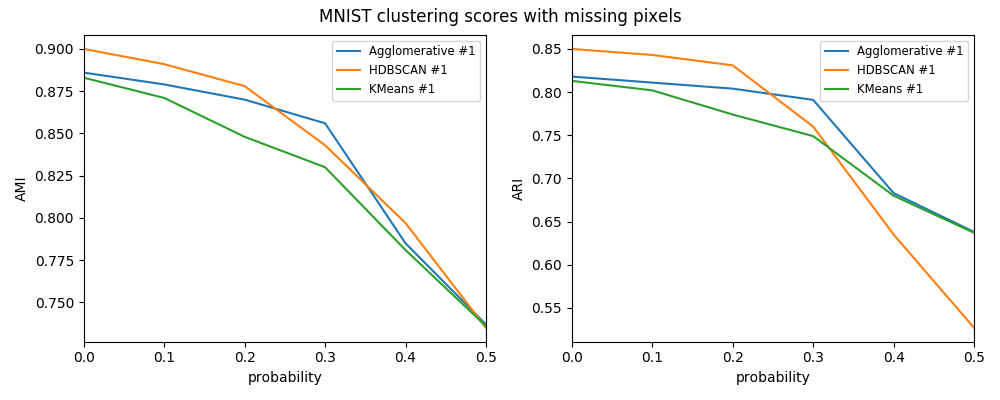 MNIST clustering scores with missing pixels
0.900
0.875
0.850
0.825
0.800
0.775
0.750
AMI
Agglomerative #1
HDBSCAN #1
KMeans #1
0.0 0.1 0.2 0.3 0.4 0.5
probability
0.85
0.80
0.75
0.70
0.65
0.60
0.55
ARI
Agglomerative #1
HDBSCAN #1
KMeans #1
0.0 0.1 0.2 0.3 0.4 0.5
probability